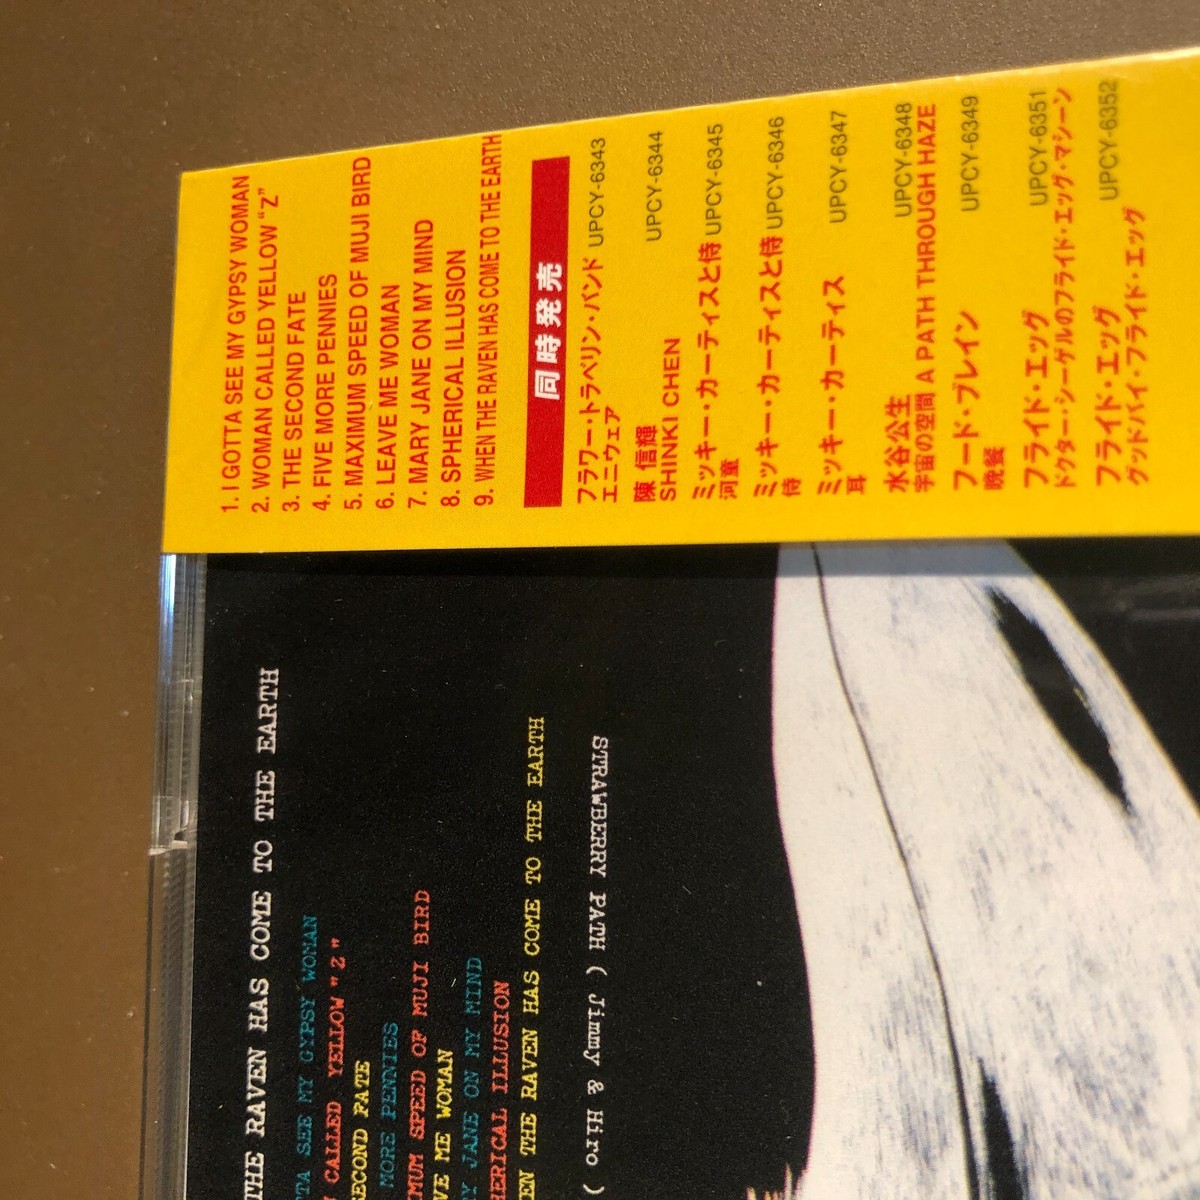 1. I GOTTA SEE MY GYPSY WOMAN
2. WOMAN CALLED YELLOW "Z"
3. THE SECOND FATE
4. FIVE MORE PENNIES
5. MAXIMUM SPEED OF MUJI BIRD
6. LEAVE ME WOMAN
7. MARY JANE ON MY MIND
8. SPHERICAL ILLUSION
9. WHEN THE RAVEN HAS COME TO THE EARTH
同時発売
フラワー・トラベリン・バンド UPCY-6343
エニウェア
陳 信輝 UPCY-6344
SHINKI CHEN
ミッキー・カーティスと侍 UPCY-6345
河童
ミッキー・カーティスと侍 UPCY-6346
侍
ミッキー・カーティス UPCY-6347
耳
水谷公生 UPCY-6348
宇宙の空間 A PATH THROUGH HAZE
フード・ブレイン UPCY-6349
晩餐
フライド・エッグ UPCY-6351
ドクター・シーゲルのフライド・エッグ・マシーン
フライド・エッグ UPCY-6352
グッドバイ・フライド・エッグ
THE RAVEN HAS COME TO THE EARTH
SEE MY GYPSY WOMAN
CALLED YELLOW "Z"
SECOND FATE
MORE PENNIES
SPEED OF MUJI BIRD
ME WOMAN
JANE ON MY MIND
ILLUSION
THE RAVEN HAS COME TO THE EARTH
STRAWBERRY PATH ( Jimmy & Hiro )